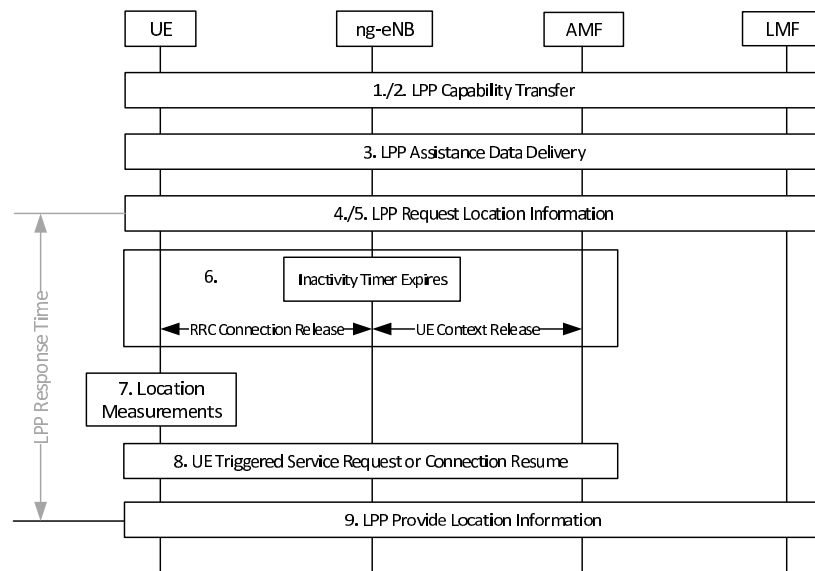 UE
ng-eNB
AMF
LMF
1./2. LPP Capability Transfer
3. LPP Assistance Data Delivery
4./5. LPP Request Location Information
6.
Inactivity Timer Expires
RRC Connection Release
UE Context Release
LPP Response Time
7. Location
Measurements
8. UE Triggered Service Request or Connection Resume
9. LPP Provide Location Information